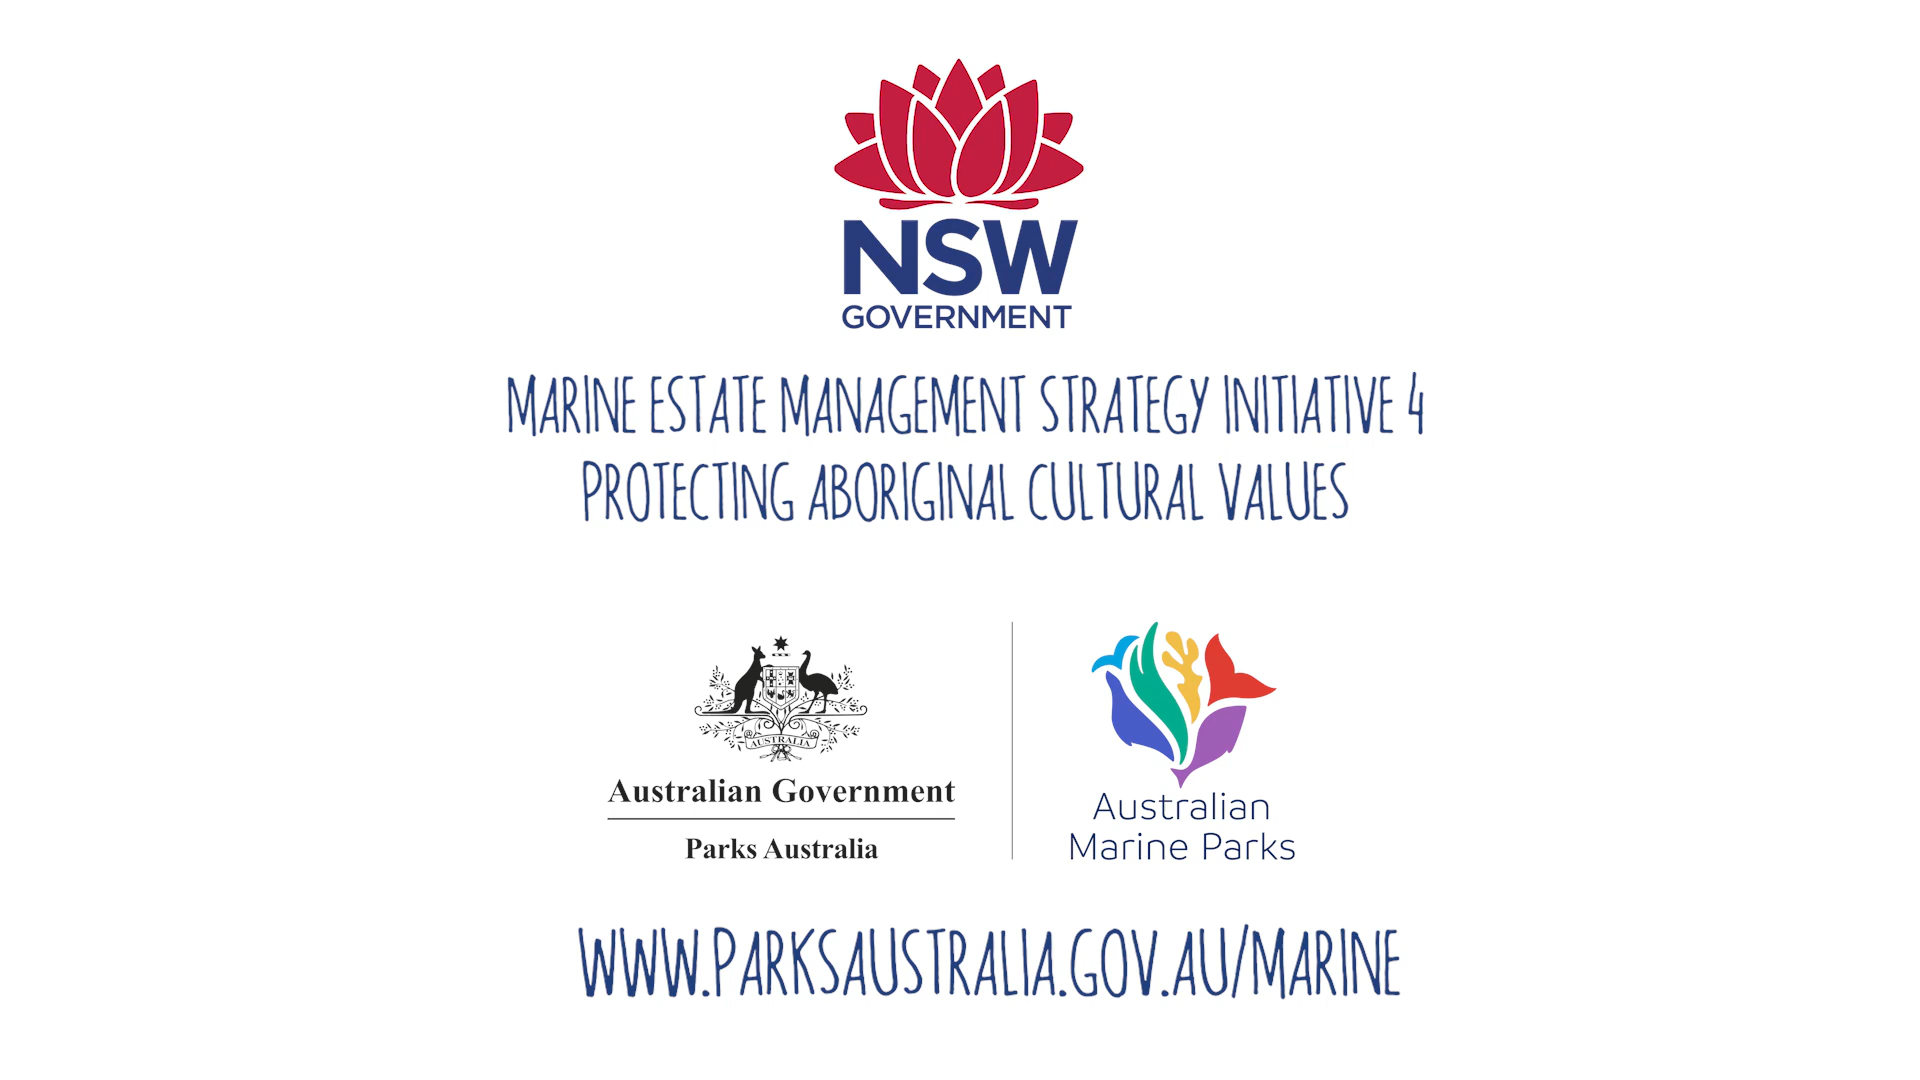 NSW
GOVERNMENT
MARINE ESTATE MANAGEMENT STRATEGY INITIATIVE 4
PROTECTING ABORIGINAL CULTURAL VALUES
AUSTRALIA
Australian Government
Parks Australia
Australian
Marine Parks
WWW.PARKSAUSTRALIA.GOV.AU/MARINE